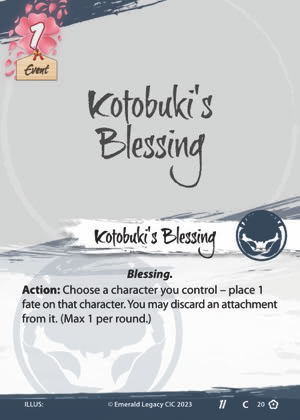 1
Event
Kotobuki's
Blessing
Kotobuki's Blessing
Blessing.
Action: Choose a character you control – place 1
fate on that character. You may discard an attachment
from it. (Max 1 per round.)
ILLUS: © Emerald Legacy CIC 2023 C 20